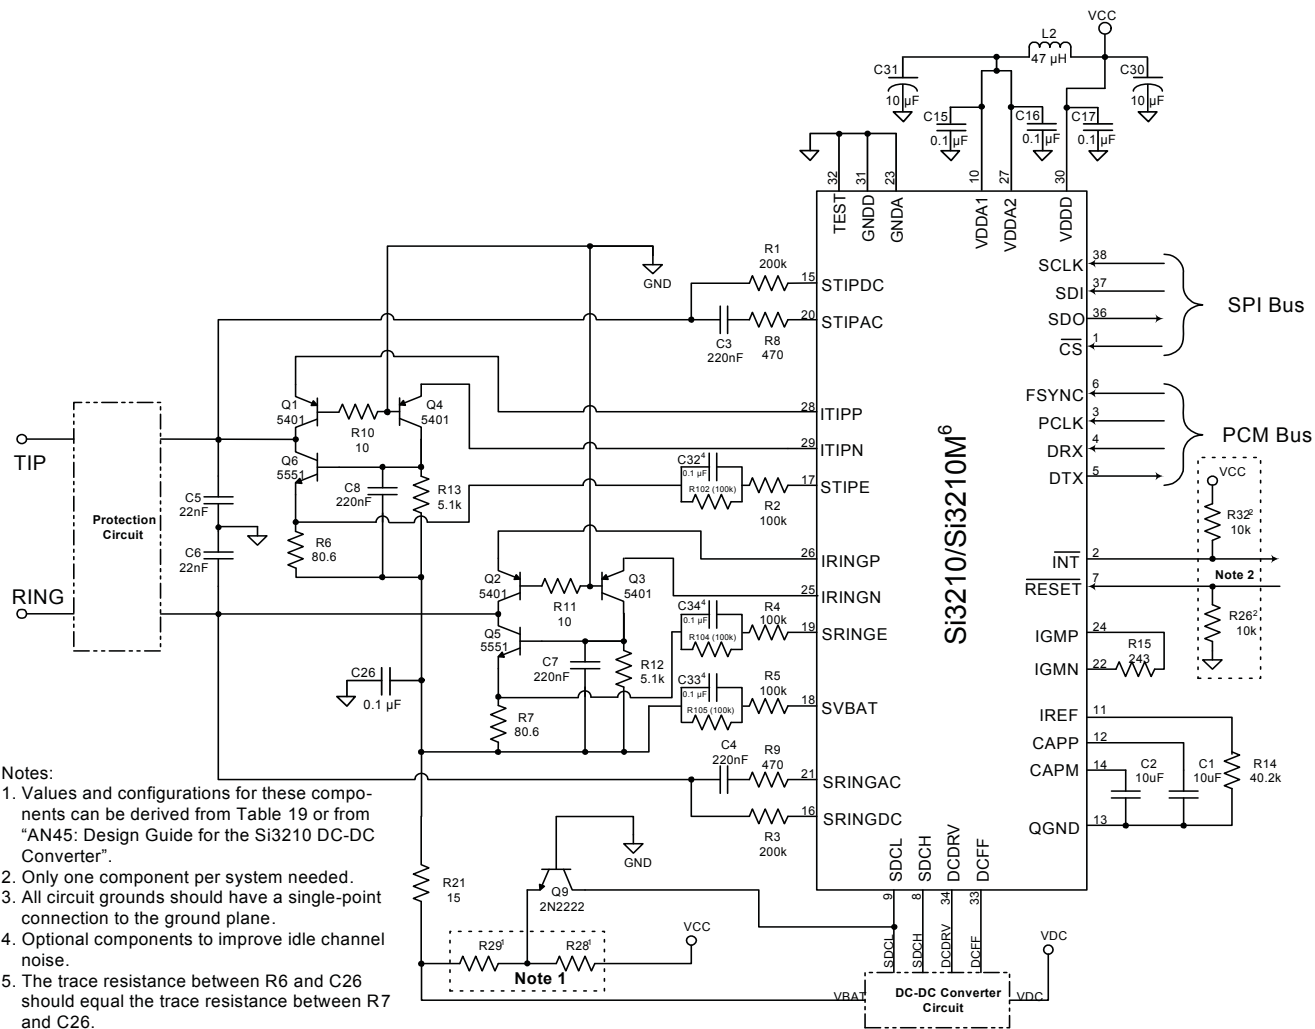 VCC
L2
47 µH
C31
10 µF
C30
10 µF
C15
0.1 µF
C16
0.1 µF
C17
0.1 µF
32
31
23
10
27
30
TEST
GNDD
GNDA
VDDA1
VDDA2
VDDD
GND
R1
200k
15
STIPDC
20
STIPAC
C3
220nF
R8
470
SCLK
38
SDI
37
SDO
36
CS
1
SPI Bus
FSYNC
6
PCLK
3
DRX
4
DTX
5
PCM Bus
Q1
5401
R10
10
Q4
5401
28
ITIPP
29
ITIPN
Q6
5551
C8
220nF
R13
5.1k
C32⁴
0.1 µF
R102 (100k)
R2
100k
17
STIPE
TIP
RING
Protection
Circuit
C5
22nF
C6
22nF
R6
80.6
Si3210/Si3210M⁶
VCC
R32²
10k
INT
2
Note 2
RESET
7
R26²
10k
26
IRINGP
25
IRINGN
Q2
5401
R11
10
Q3
5401
Q5
5551
C7
220nF
R12
5.1k
C34⁴
0.1 µF
R104 (100k)
R4
100k
19
SRINGE
C33⁴
0.1 µF
R105 (100k)
R5
100k
18
SVBAT
IGMP
24
IGMN
22
R15
243
C26
0.1 µF
R7
80.6
IREF
11
CAPP
12
CAPM
14
QGND
13
C2
10uF
C1
10uF
R14
40.2k
C4
220nF
R9
470
21
SRINGAC
16
SRINGDC
R3
200k
GND
Q9
2N2222
R21
15
R29¹
R28¹
Note 1
VCC
SDCL
SDCH
DCDRV
DCFF
9
8
34
33
SDCL
SDCH
DCDRV
DCFF
VDC
VBAT
DC-DC Converter
Circuit
VDC
Notes:
1. Values and configurations for these compo-
nents can be derived from Table 19 or from
“AN45: Design Guide for the Si3210 DC-DC
Converter”.
2. Only one component per system needed.
3. All circuit grounds should have a single-point
connection to the ground plane.
4. Optional components to improve idle channel
noise.
5. The trace resistance between R6 and C26
should equal the trace resistance between R7
and C26.